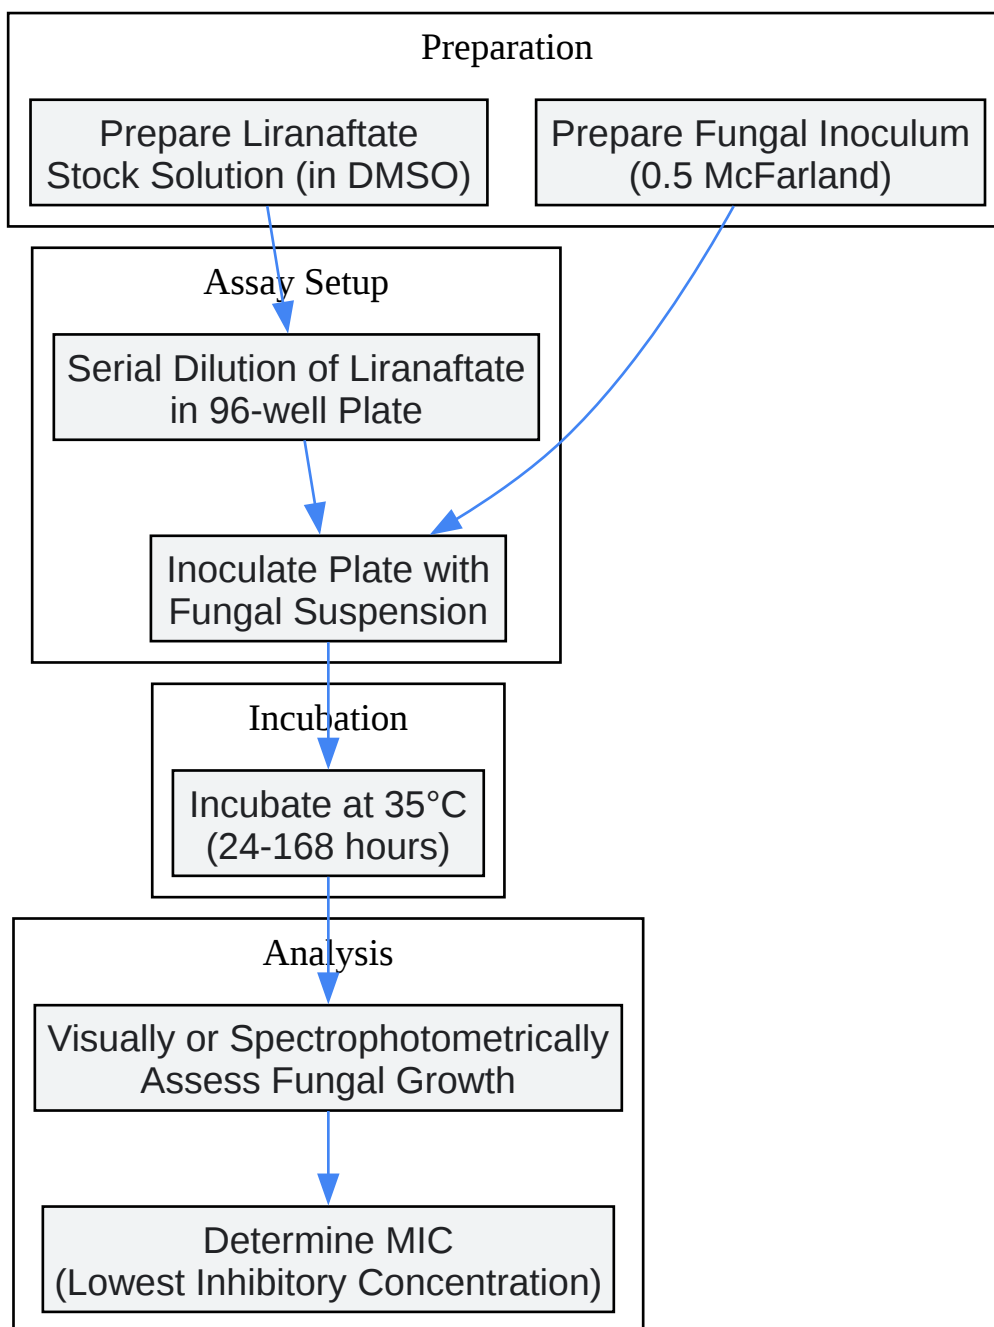 Preparation
Prepare Liranaftate
Stock Solution (in DMSO)
Prepare Fungal Inoculum
(0.5 McFarland)
Assay Setup
Serial Dilution of Liranaftate
in 96-well Plate
Inoculate Plate with
Fungal Suspension
Incubation
Incubate at 35°C
(24-168 hours)
Analysis
Visually or Spectrophotometrically
Assess Fungal Growth
Determine MIC
(Lowest Inhibitory Concentration)